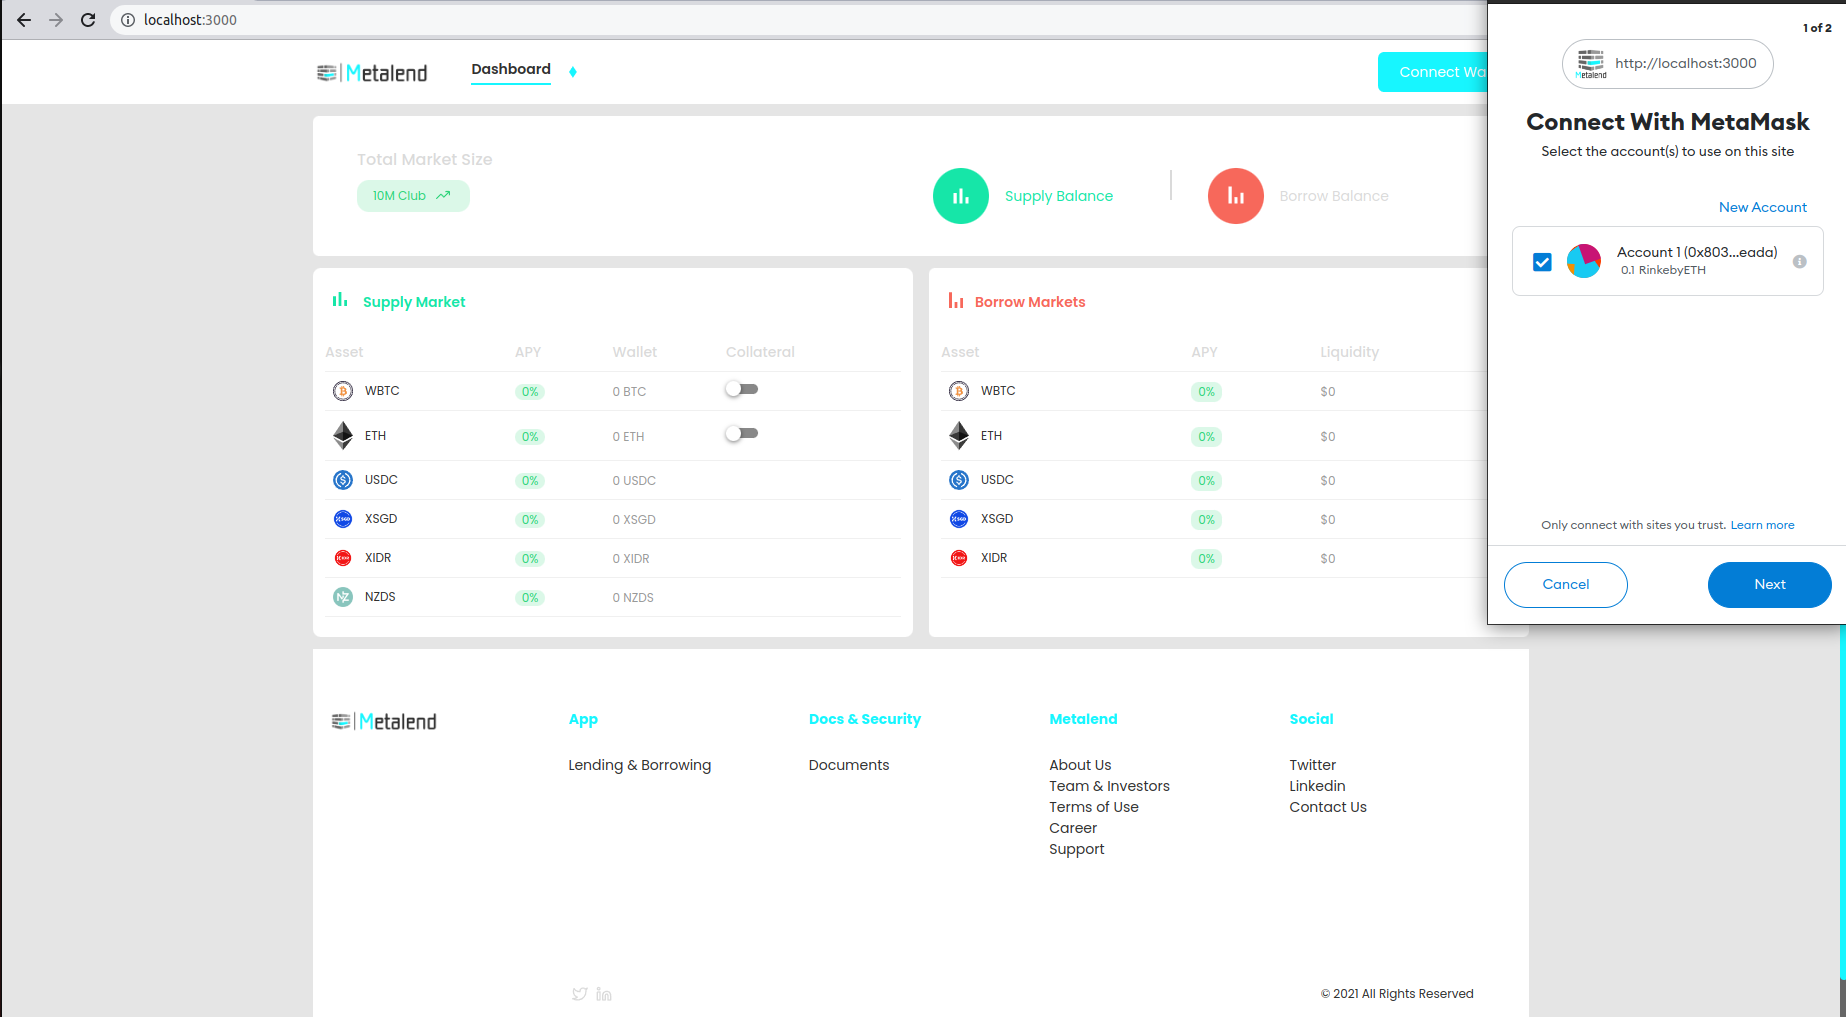 localhost:3000
Metalend
Dashboard
Connect Wa
Total Market Size
10M Club
Supply Balance
Borrow Balance
Supply Market
Asset APY Wallet Collateral
WBTC 0% 0 BTC
ETH 0% 0 ETH
USDC 0% 0 USDC
XSGD 0% 0 XSGD
XIDR 0% 0 XIDR
NZDS 0% 0 NZDS
Borrow Markets
Asset APY Liquidity
WBTC 0% $0
ETH 0% $0
USDC 0% $0
XSGD 0% $0
XIDR 0% $0
1 of 2
Metalend
http://localhost:3000
Connect With MetaMask
Select the account(s) to use on this site
New Account
Account 1 (0x803...eada)
0.1 RinkebyETH
Only connect with sites you trust. Learn more
Cancel
Next
Metalend
App
Lending & Borrowing
Docs & Security
Documents
Metalend
About Us
Team & Investors
Terms of Use
Career
Support
Social
Twitter
Linkedin
Contact Us
© 2021 All Rights Reserved